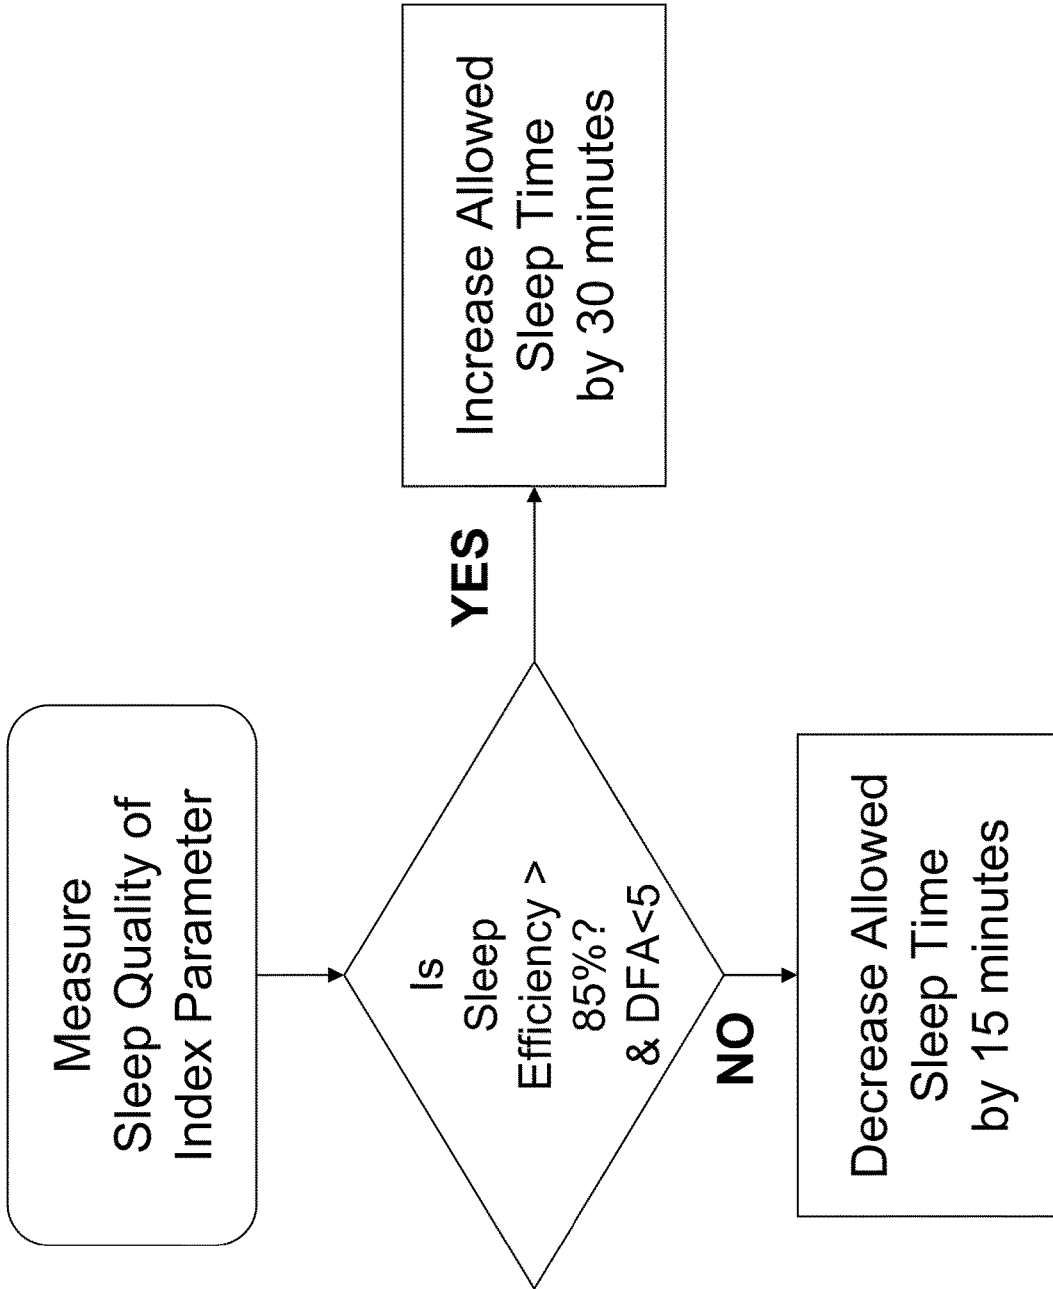 Measure
Sleep Quality of
Index Parameter
Is
Sleep
Efficiency >
85%?
& DFA<5
YES
Increase Allowed
Sleep Time
by 30 minutes
NO
Decrease Allowed
Sleep Time
by 15 minutes